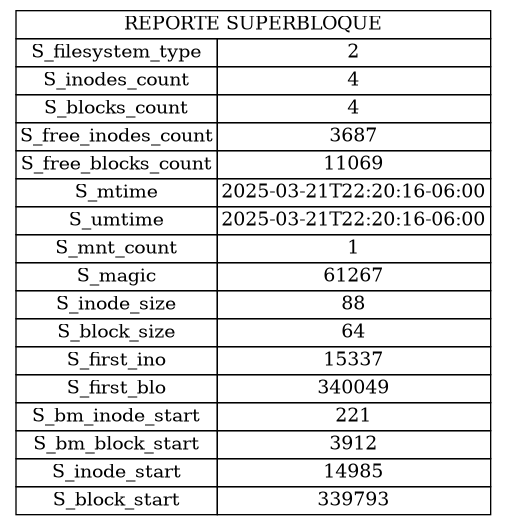 REPORTE SUPERBLOQUE
S_filesystem_type 2
S_inodes_count 4
S_blocks_count 4
S_free_inodes_count 3687
S_free_blocks_count 11069
S_mtime 2025-03-21T22:20:16-06:00
S_umtime 2025-03-21T22:20:16-06:00
S_mnt_count 1
S_magic 61267
S_inode_size 88
S_block_size 64
S_first_ino 15337
S_first_blo 340049
S_bm_inode_start 221
S_bm_block_start 3912
S_inode_start 14985
S_block_start 339793